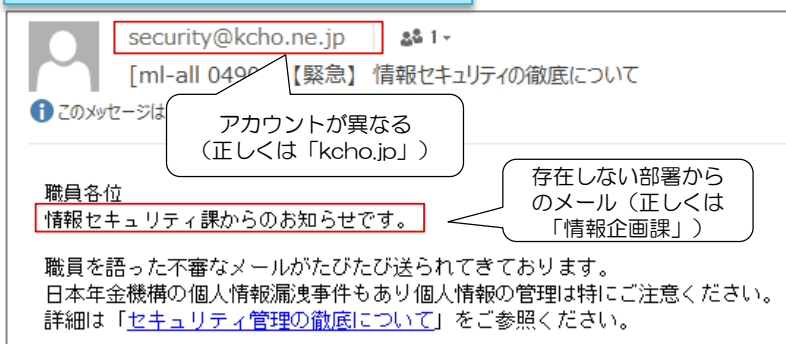 security@kcho.ne.jp 1
[ml-all 0490 【緊急】 情報セキュリティの徹底について
このメッセージは
アカウントが異なる
(正しくは「kcho.jp」)
存在しない部署から
のメール(正しくは
「情報企画課」)
職員各位
情報セキュリティ課からのお知らせです。
職員を語った不審なメールがたびたび送られてきております。
日本年金機構の個人情報漏洩事件もあり個人情報の管理は特にご注意ください。
詳細は「セキュリティ管理の徹底について」をご参照ください。